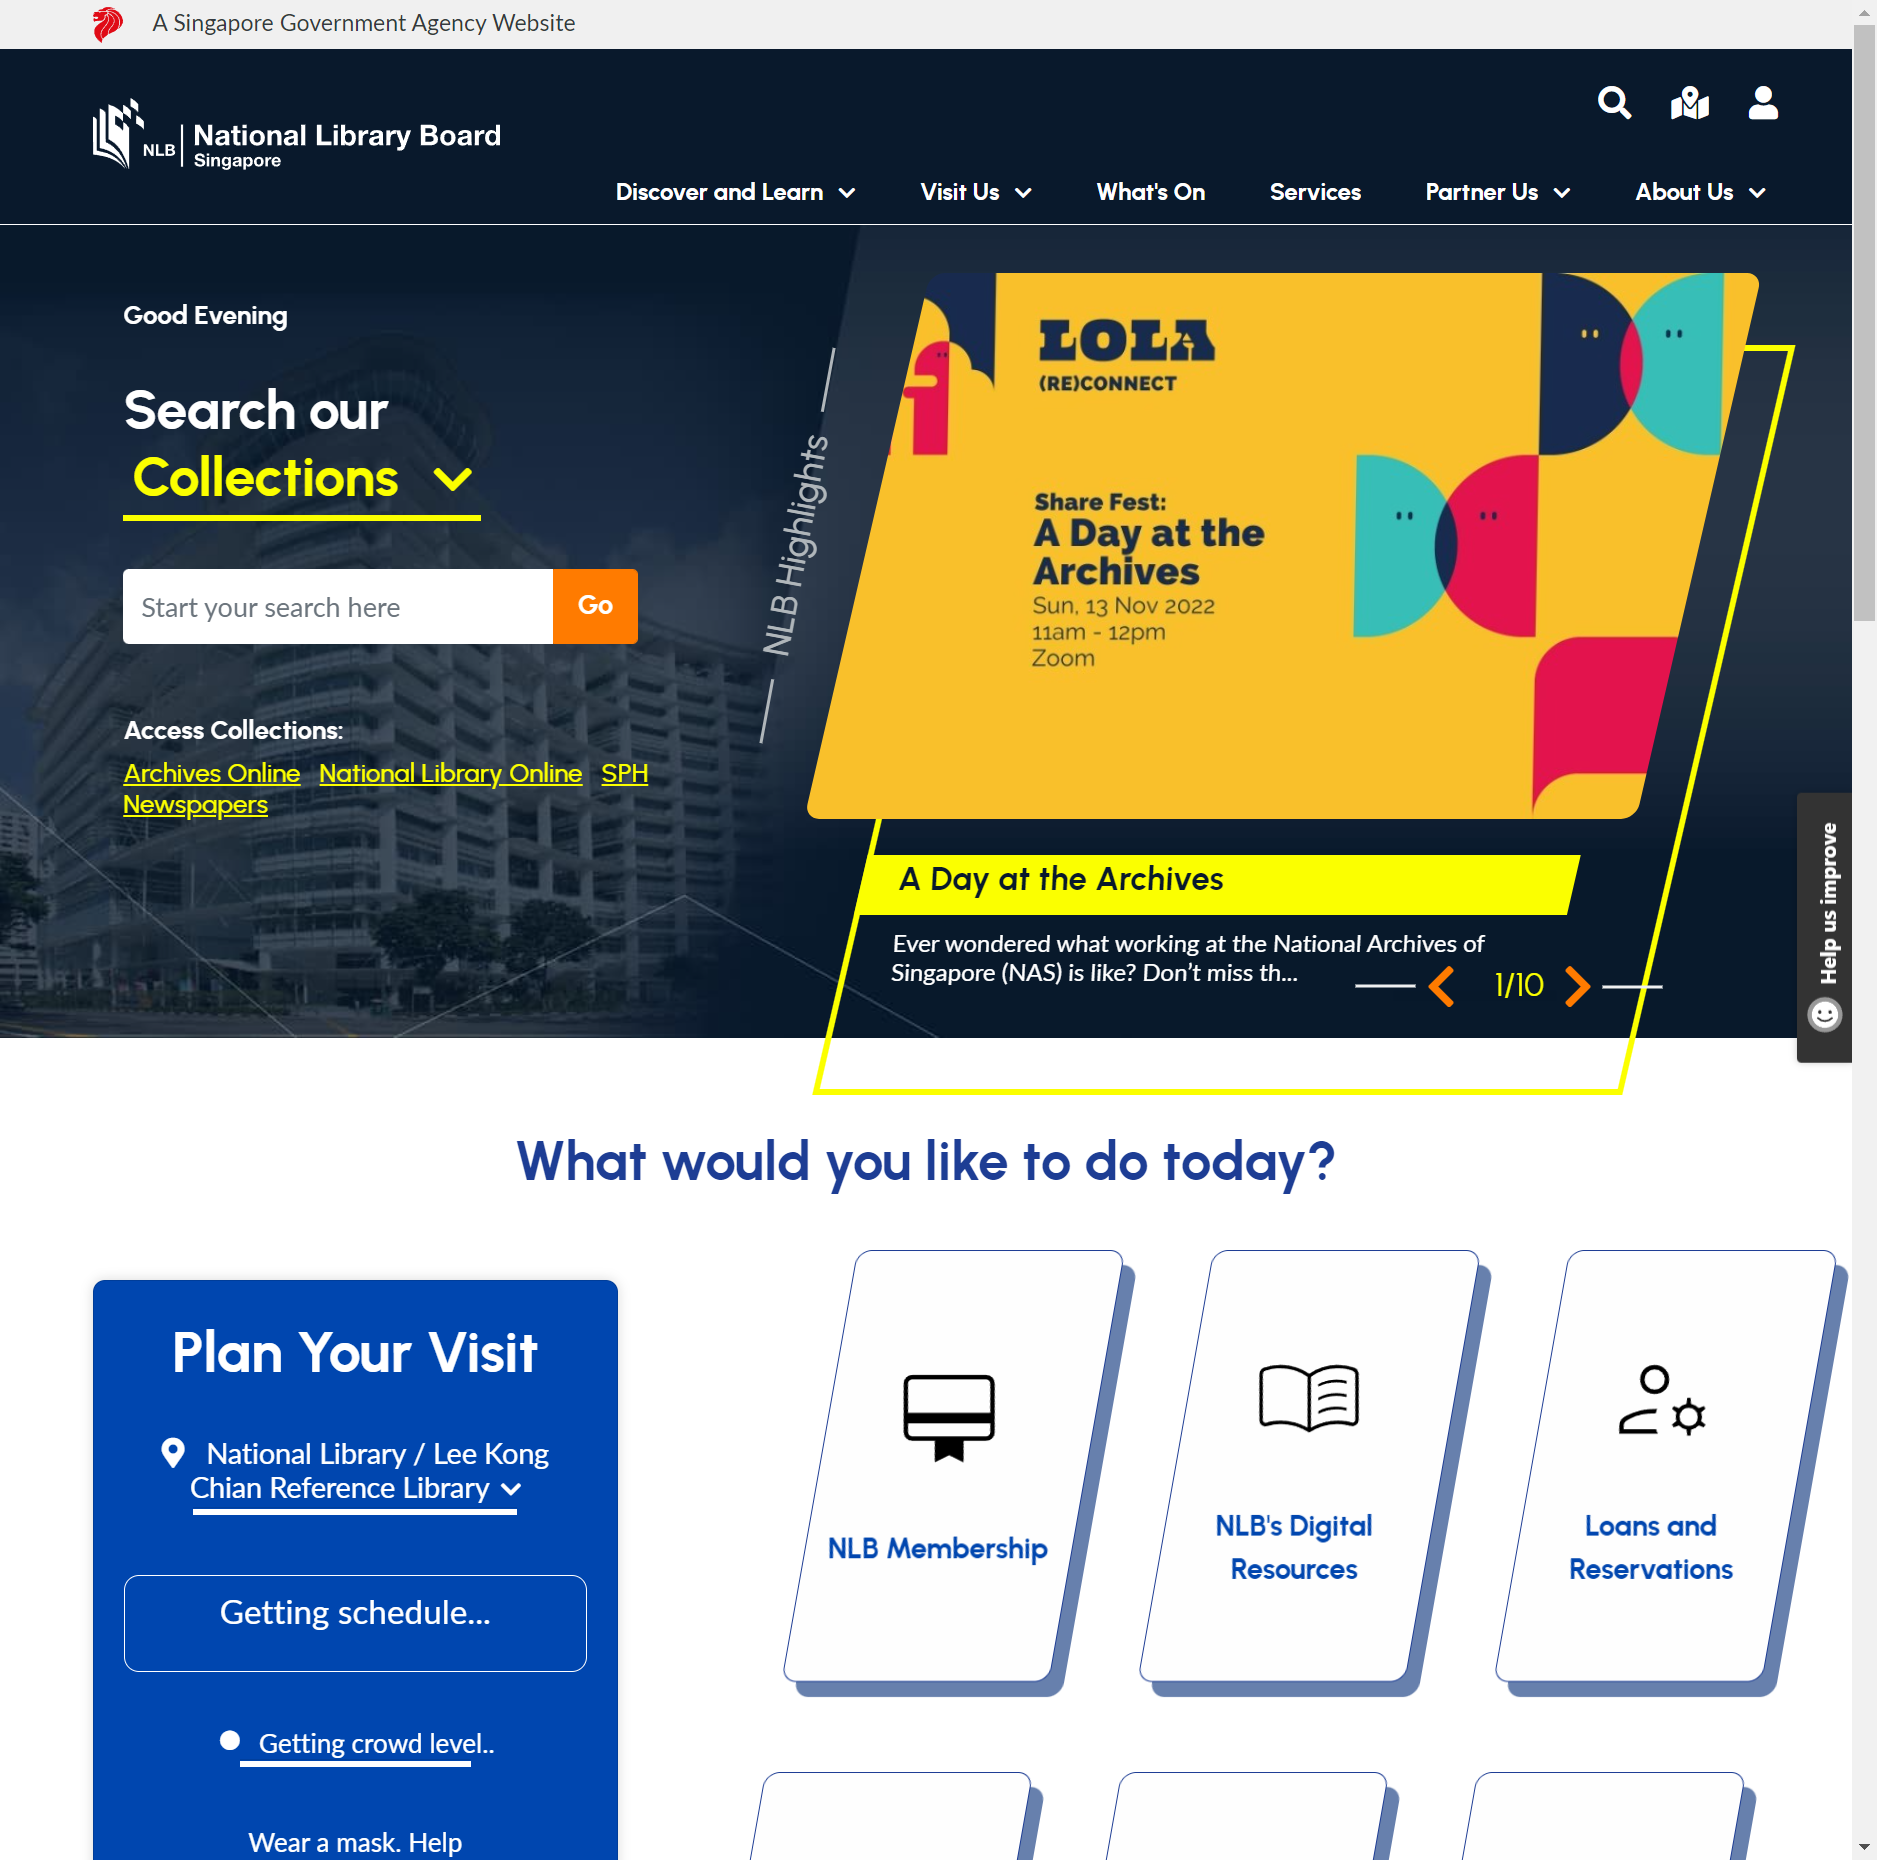 A Singapore Government Agency Website
NLB National Library Board
Singapore
Discover and Learn
Visit Us
What's On
Services
Partner Us
About Us
Good Evening
Search our
Collections
Start your search here
Go
Access Collections:
Archives Online National Library Online SPH
Newspapers
NLB Highlights
LOLA
(RE)CONNECT
Share Fest:
A Day at the
Archives
Sun, 13 Nov 2022
11am - 12pm
Zoom
A Day at the Archives
Ever wondered what working at the National Archives of
Singapore (NAS) is like? Don’t miss th...
1/10
Help us improve
What would you like to do today?
Plan Your Visit
National Library / Lee Kong
Chian Reference Library
Getting schedule...
Getting crowd level..
Wear a mask. Help
NLB Membership
NLB's Digital
Resources
Loans and
Reservations